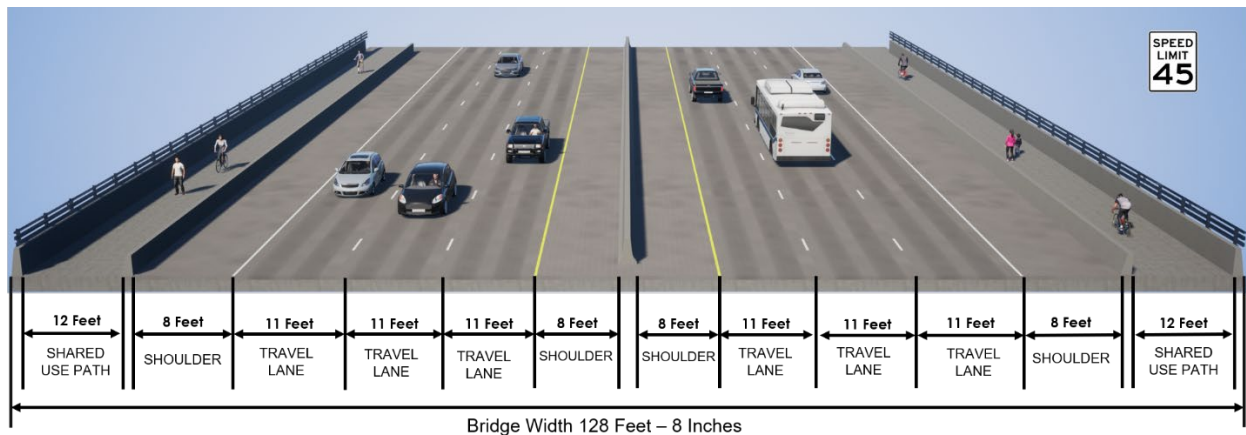 SPEED
LIMIT
45
12 Feet
8 Feet
11 Feet
11 Feet
11 Feet
8 Feet
8 Feet
11 Feet
11 Feet
11 Feet
8 Feet
12 Feet
SHARED
USE PATH
SHOULDER
TRAVEL
LANE
TRAVEL
LANE
TRAVEL
LANE
SHOULDER
SHOULDER
TRAVEL
LANE
TRAVEL
LANE
TRAVEL
LANE
SHOULDER
SHARED
USE PATH
Bridge Width 128 Feet – 8 Inches